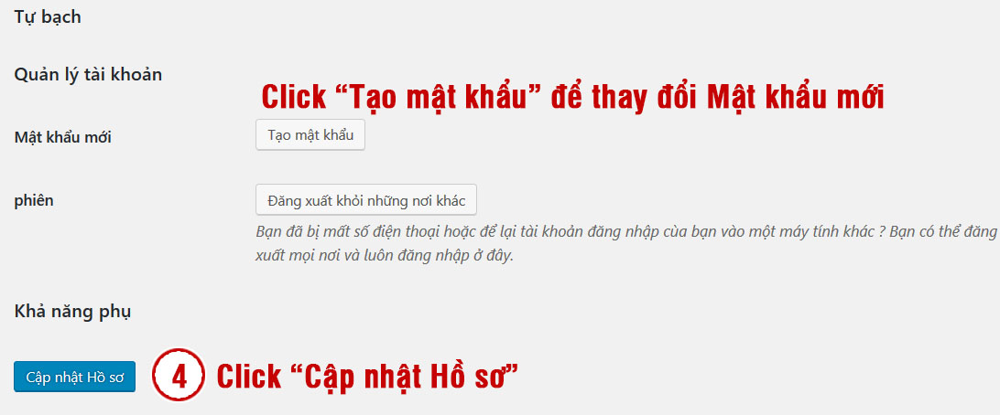 Tự bạch
Quản lý tài khoản
Click “Tạo mật khẩu” để thay đổi Mật khẩu mới
Mật khẩu mới
Tạo mật khẩu
phiên
Đăng xuất khỏi những nơi khác
Bạn đã bị mất số điện thoại hoặc để lại tài khoản đăng nhập của bạn vào một máy tính khác ? Bạn có thể đăng
xuất mọi nơi và luôn đăng nhập ở đây.
Khả năng phụ
Cập nhật Hồ sơ
4 Click “Cập nhật Hồ sơ”